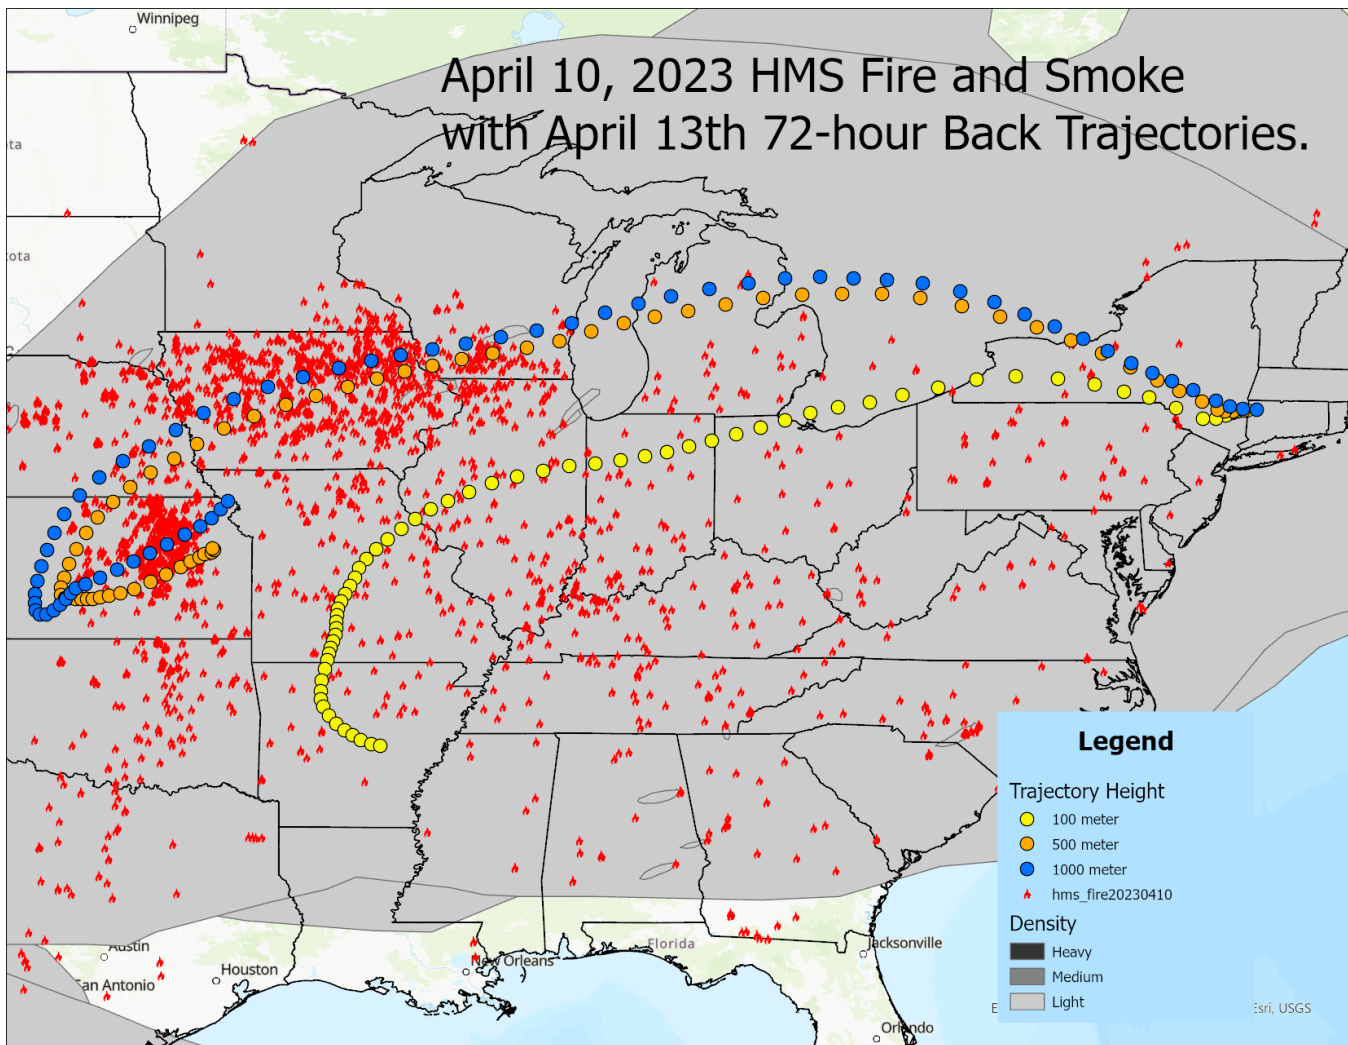 Winnipeg
April 10, 2023 HMS Fire and Smoke
with April 13th 72-hour Back Trajectories.
ota
ota
Legend
Trajectory Height
100 meter
500 meter
1000 meter
hms_fire20230410
Density
Heavy
Medium
Light
Florida
Jacksonville
Austin
New Orleans
Houston
San Antonio
Esri, USGS
Orlando